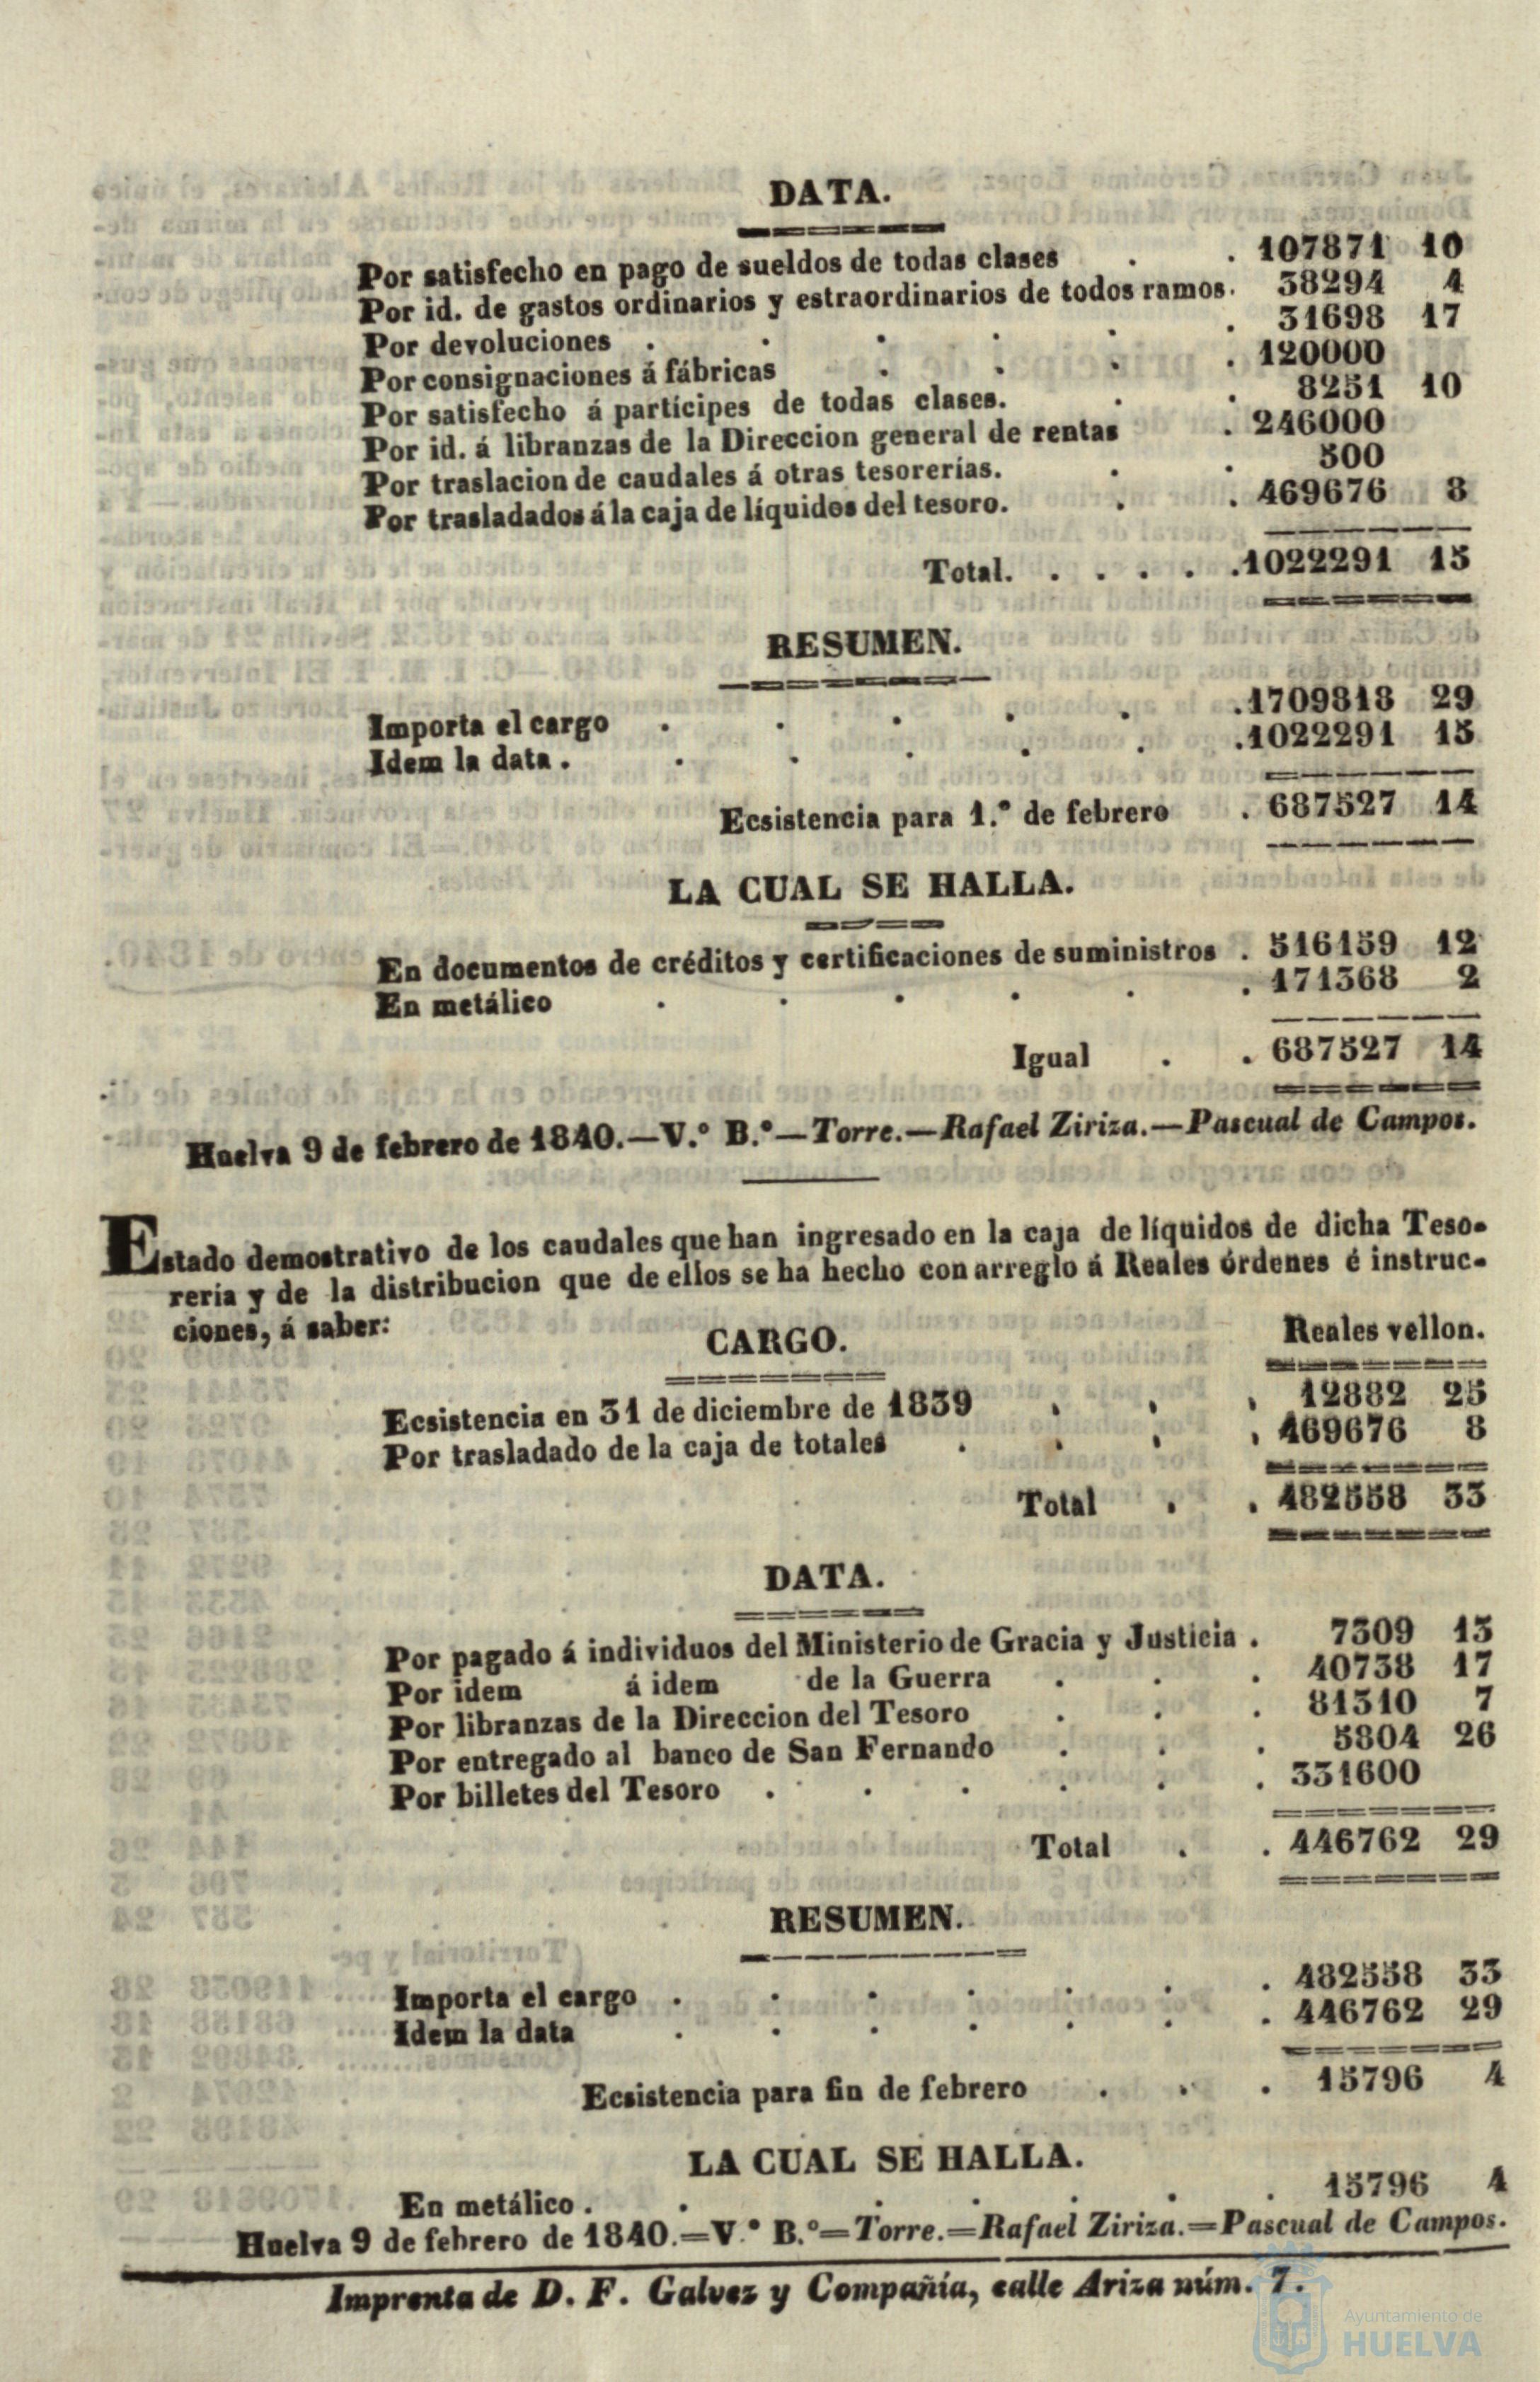 DATA.
Por satisfecho en pago de sueldos de todas clases . . 107871 10
Por id. de gastos ordinarios y estraordinarios de todos ramos. 38294 4
Por devoluciones . . . . . . 31698 17
Por consignaciones á fábricas . . . . 120000
Por satisfecho á partícipes de todas clases. . . 8251 10
Por id. á libranzas de la Direccion general de rentas . 246000
Por traslacion de caudales á otras tesorerías. . . 500
Por trasladados á la caja de líquidos del tesoro. . . 469676 8
Total. . . . . . 1022291 15
RESUMEN.
Importa el cargo . . . . . . 1709818 29
Idem la data . . . . . . 1022291 15
Ecsistencia para 1.º de febrero . 687527 14
LA CUAL SE HALLA.
En documentos de créditos y certificaciones de suministros . 516159 12
En metálico . . . . . . 171368 2
Igual . . 687527 14
Huelva 9 de febrero de 1840.—V.º B.º—Torre.—Rafael Ziriza.—Pascual de Campos.
Estado demostrativo de los caudales que han ingresado en la caja de líquidos de dicha Teso-
reria y de la distribucion que de ellos se ha hecho con arreglo á Reales órdenes é instruc-
ciones, á saber:
CARGO.
Reales vellon.
Ecsistencia en 31 de diciembre de 1839 . . . 12882 25
Por trasladado de la caja de totales . . . . 469676 8
Total . . 482558 33
DATA.
Por pagado á individuos del Ministerio de Gracia y Justicia . 7309 13
Por idem á idem de la Guerra . . . 40738 17
Por libranzas de la Direccion del Tesoro . . . 81310 7
Por entregado al banco de San Fernando . . . 5804 26
Por billetes del Tesoro . . . . . . 331600
Total . . 446762 29
RESUMEN.
Importa el cargo . . . . . . . 482558 33
Idem la data . . . . . . . 446762 29
Ecsistencia para fin de febrero . . . 15796 4
LA CUAL SE HALLA.
En metálico . . . . . . . 15796 4
Huelva 9 de febrero de 1840.=V.º B.º=Torre.=Rafael Ziriza.=Pascual de Campos.
Imprenta de D. F. Galvez y Compañía, calle Ariza núm. 7.
Ayuntamiento de
HUELVA